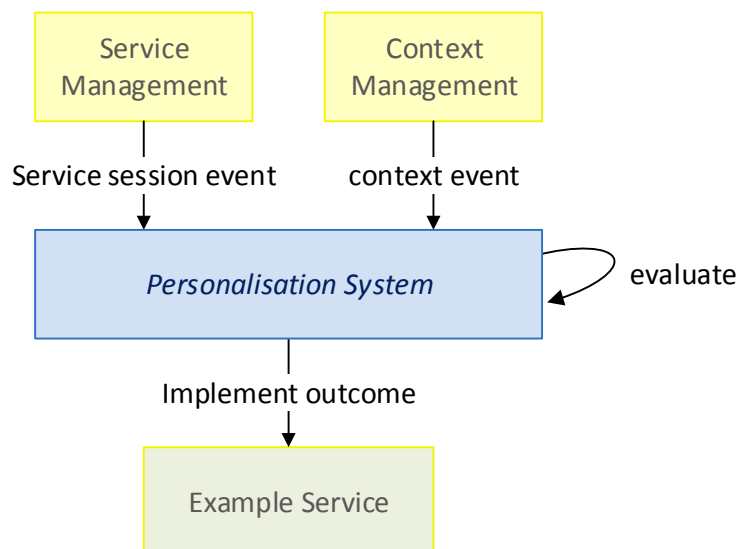 Service
Management
Context
Management
Service session event
context event
Personalisation System
evaluate
Implement outcome
Example Service